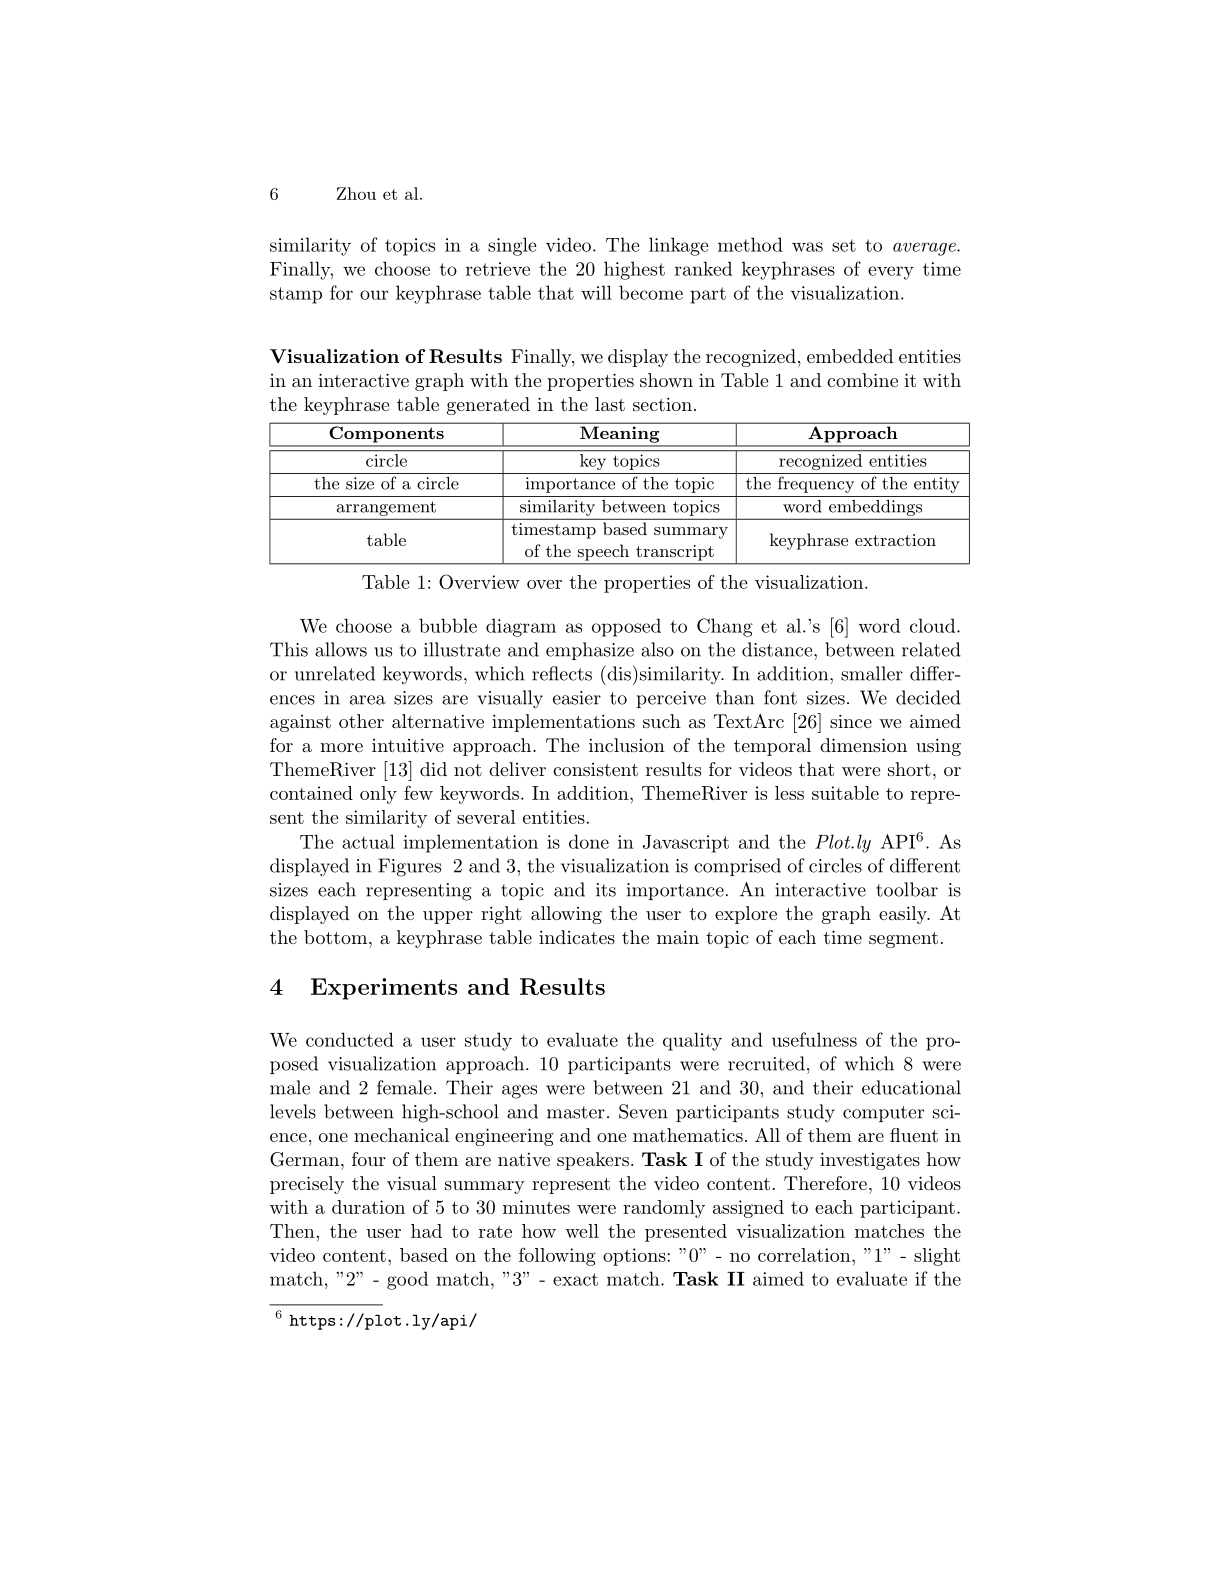 6 Zhou et al.
similarity of topics in a single video. The linkage method was set to average.
Finally, we choose to retrieve the 20 highest ranked keyphrases of every time
stamp for our keyphrase table that will become part of the visualization.
Visualization of Results Finally, we display the recognized, embedded entities
in an interactive graph with the properties shown in Table 1 and combine it with
the keyphrase table generated in the last section.
Components Meaning Approach
circle key topics recognized entities
the size of a circle importance of the topic the frequency of the entity
arrangement similarity between topics word embeddings
table timestamp based summary of the speech transcript keyphrase extraction
Table 1: Overview over the properties of the visualization.
We choose a bubble diagram as opposed to Chang et al.'s [6] word cloud.
This allows us to illustrate and emphasize also on the distance, between related
or unrelated keywords, which reflects (dis)similarity. In addition, smaller differ-
ences in area sizes are visually easier to perceive than font sizes. We decided
against other alternative implementations such as TextArc [26] since we aimed
for a more intuitive approach. The inclusion of the temporal dimension using
ThemeRiver [13] did not deliver consistent results for videos that were short, or
contained only few keywords. In addition, ThemeRiver is less suitable to repre-
sent the similarity of several entities.
The actual implementation is done in Javascript and the Plot.ly API6. As
displayed in Figures 2 and 3, the visualization is comprised of circles of different
sizes each representing a topic and its importance. An interactive toolbar is
displayed on the upper right allowing the user to explore the graph easily. At
the bottom, a keyphrase table indicates the main topic of each time segment.
4 Experiments and Results
We conducted a user study to evaluate the quality and usefulness of the pro-
posed visualization approach. 10 participants were recruited, of which 8 were
male and 2 female. Their ages were between 21 and 30, and their educational
levels between high-school and master. Seven participants study computer sci-
ence, one mechanical engineering and one mathematics. All of them are fluent in
German, four of them are native speakers. Task I of the study investigates how
precisely the visual summary represent the video content. Therefore, 10 videos
with a duration of 5 to 30 minutes were randomly assigned to each participant.
Then, the user had to rate how well the presented visualization matches the
video content, based on the following options: ”0” - no correlation, ”1” - slight
match, ”2” - good match, ”3” - exact match. Task II aimed to evaluate if the
6 https://plot.ly/api/